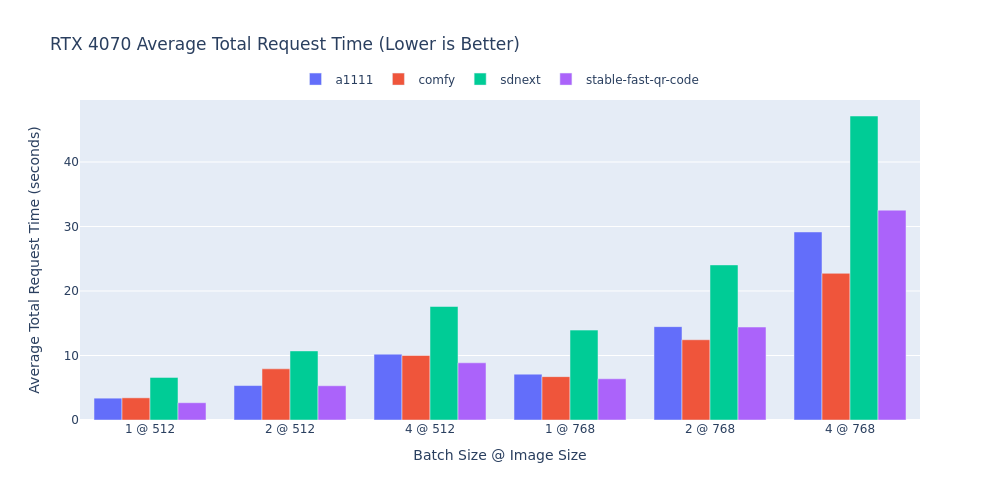 RTX 4070 Average Total Request Time (Lower is Better)
a1111 comfy sdnext stable-fast-qr-code
Average Total Request Time (seconds)
40
30
20
10
0
1 @ 512 2 @ 512 4 @ 512 1 @ 768 2 @ 768 4 @ 768
Batch Size @ Image Size